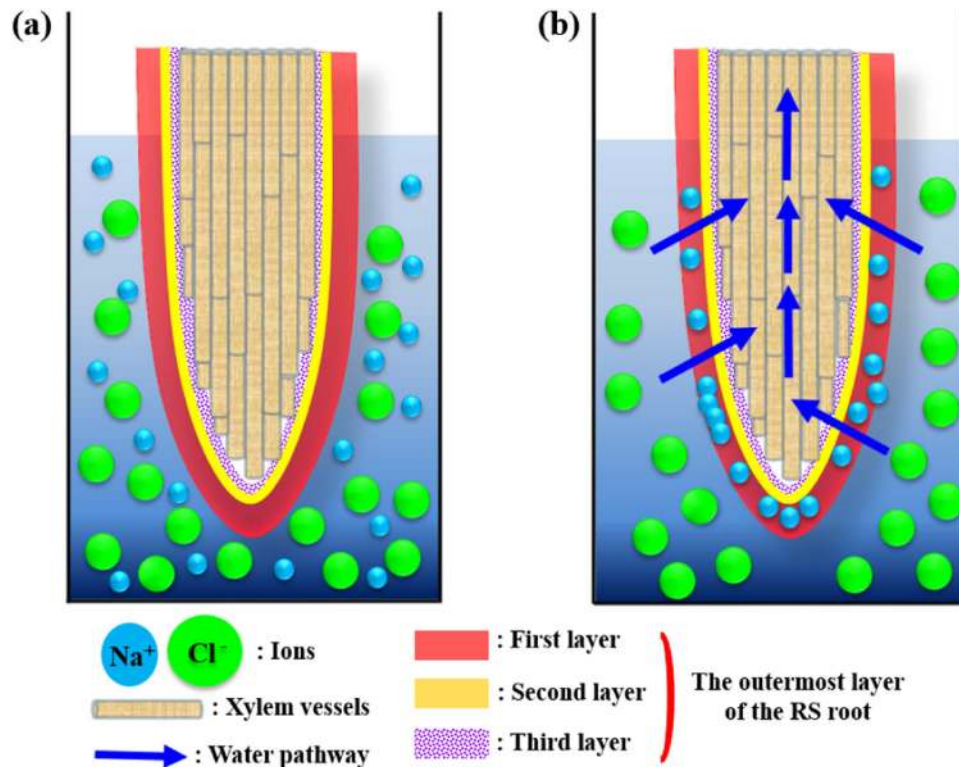 (a)
(b)
Na⁺
Cl⁻
: Ions
: Xylem vessels
: Water pathway
: First layer
: Second layer
: Third layer
The outermost layer
of the RS root